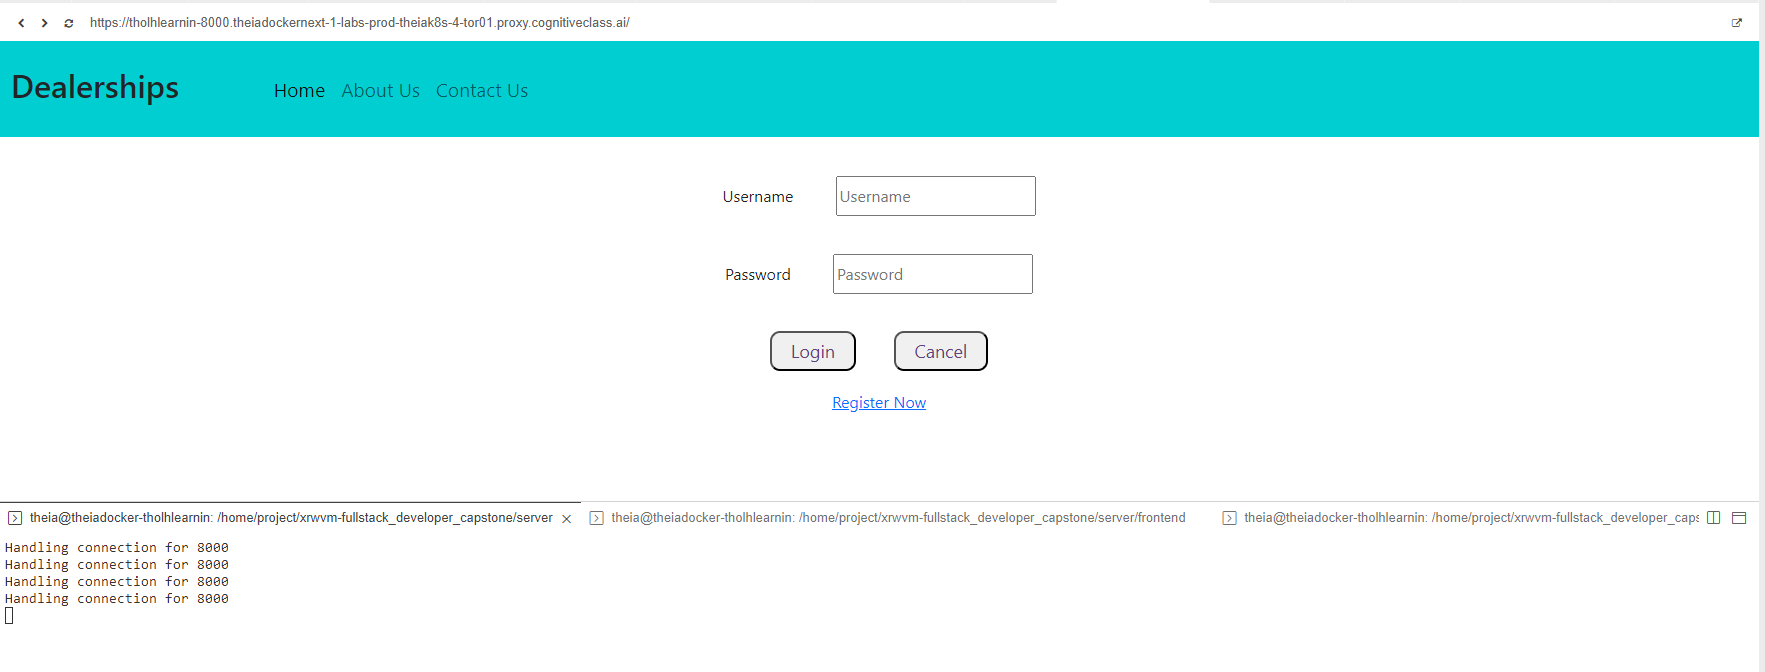 https://tholhlearnin-8000.theiadockernext-1-labs-prod-theiak8s-4-tor01.proxy.cognitiveclass.ai/
Dealerships Home About Us Contact Us
Username Username
Password Password
Login Cancel
Register Now
theia@theiadocker-tholhlearnin: /home/project/xrwvm-fullstack_developer_capstone/server theia@theiadocker-tholhlearnin: /home/project/xrwvm-fullstack_developer_capstone/server/frontend theia@theiadocker-tholhlearnin: /home/project/xrwvm-fullstack_developer_caps
Handling connection for 8000
Handling connection for 8000
Handling connection for 8000
Handling connection for 8000